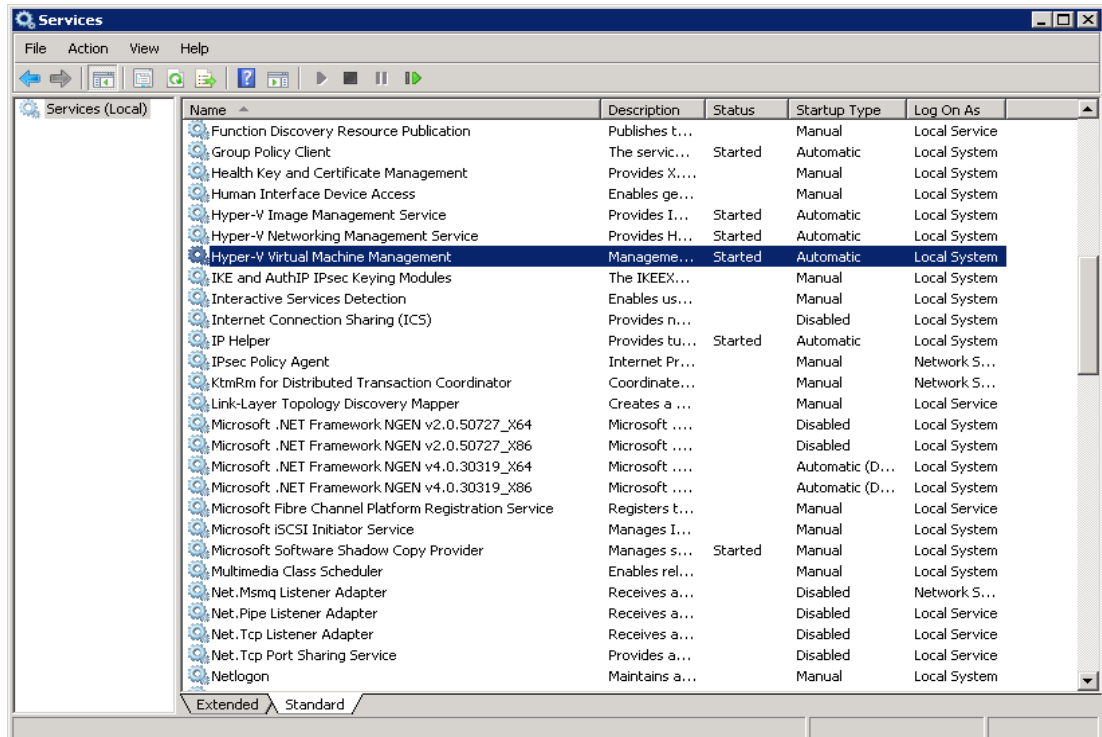 Services
File Action View Help
Services (Local)
Name Description Status Startup Type Log On As
Function Discovery Resource Publication Publishes t... Manual Local Service
Group Policy Client The servic... Started Automatic Local System
Health Key and Certificate Management Provides X.... Manual Local System
Human Interface Device Access Enables ge... Manual Local System
Hyper-V Image Management Service Provides I... Started Automatic Local System
Hyper-V Networking Management Service Provides H... Started Automatic Local System
Hyper-V Virtual Machine Management Manageme... Started Automatic Local System
IKE and AuthIP IPsec Keying Modules The IKEEX... Manual Local System
Interactive Services Detection Enables us... Manual Local System
Internet Connection Sharing (ICS) Provides n... Disabled Local System
IP Helper Provides tu... Started Automatic Local System
IPsec Policy Agent Internet Pr... Manual Network S...
KtmRm for Distributed Transaction Coordinator Coordinate... Manual Network S...
Link-Layer Topology Discovery Mapper Creates a ... Manual Local Service
Microsoft .NET Framework NGEN v2.0.50727_X64 Microsoft .... Disabled Local System
Microsoft .NET Framework NGEN v2.0.50727_X86 Microsoft .... Disabled Local System
Microsoft .NET Framework NGEN v4.0.30319_X64 Microsoft .... Automatic (D... Local System
Microsoft .NET Framework NGEN v4.0.30319_X86 Microsoft .... Automatic (D... Local System
Microsoft Fibre Channel Platform Registration Service Registers t... Manual Local Service
Microsoft iSCSI Initiator Service Manages I... Manual Local System
Microsoft Software Shadow Copy Provider Manages s... Started Manual Local System
Multimedia Class Scheduler Enables rel... Manual Local System
Net.Msmq Listener Adapter Receives a... Disabled Network S...
Net.Pipe Listener Adapter Receives a... Disabled Local Service
Net.Tcp Listener Adapter Receives a... Disabled Local Service
Net.Tcp Port Sharing Service Provides a... Disabled Local Service
Netlogon Maintains a... Manual Local System
Extended Standard